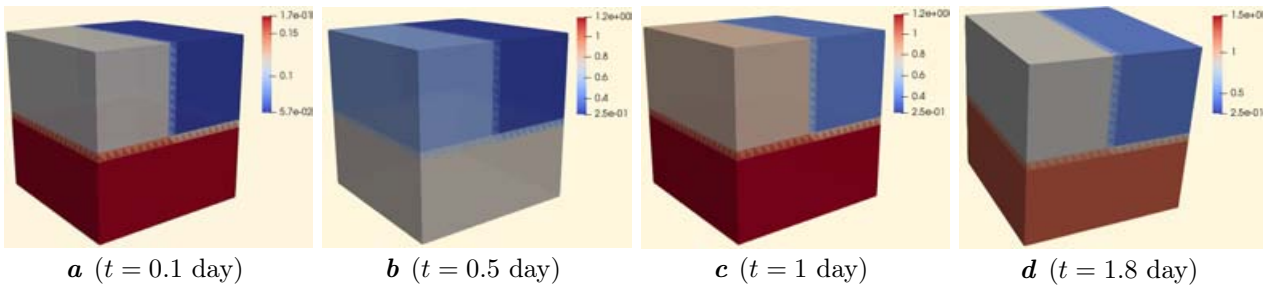 1.7e-01
0.15
0.1
5.7e-02
1.2e+00
1
0.8
0.6
0.4
2.5e-01
1.2e+00
1
0.8
0.6
0.4
2.5e-01
1.5e+00
1
0.5
2.5e-01
a (t = 0.1 day)
b (t = 0.5 day)
c (t = 1 day)
d (t = 1.8 day)